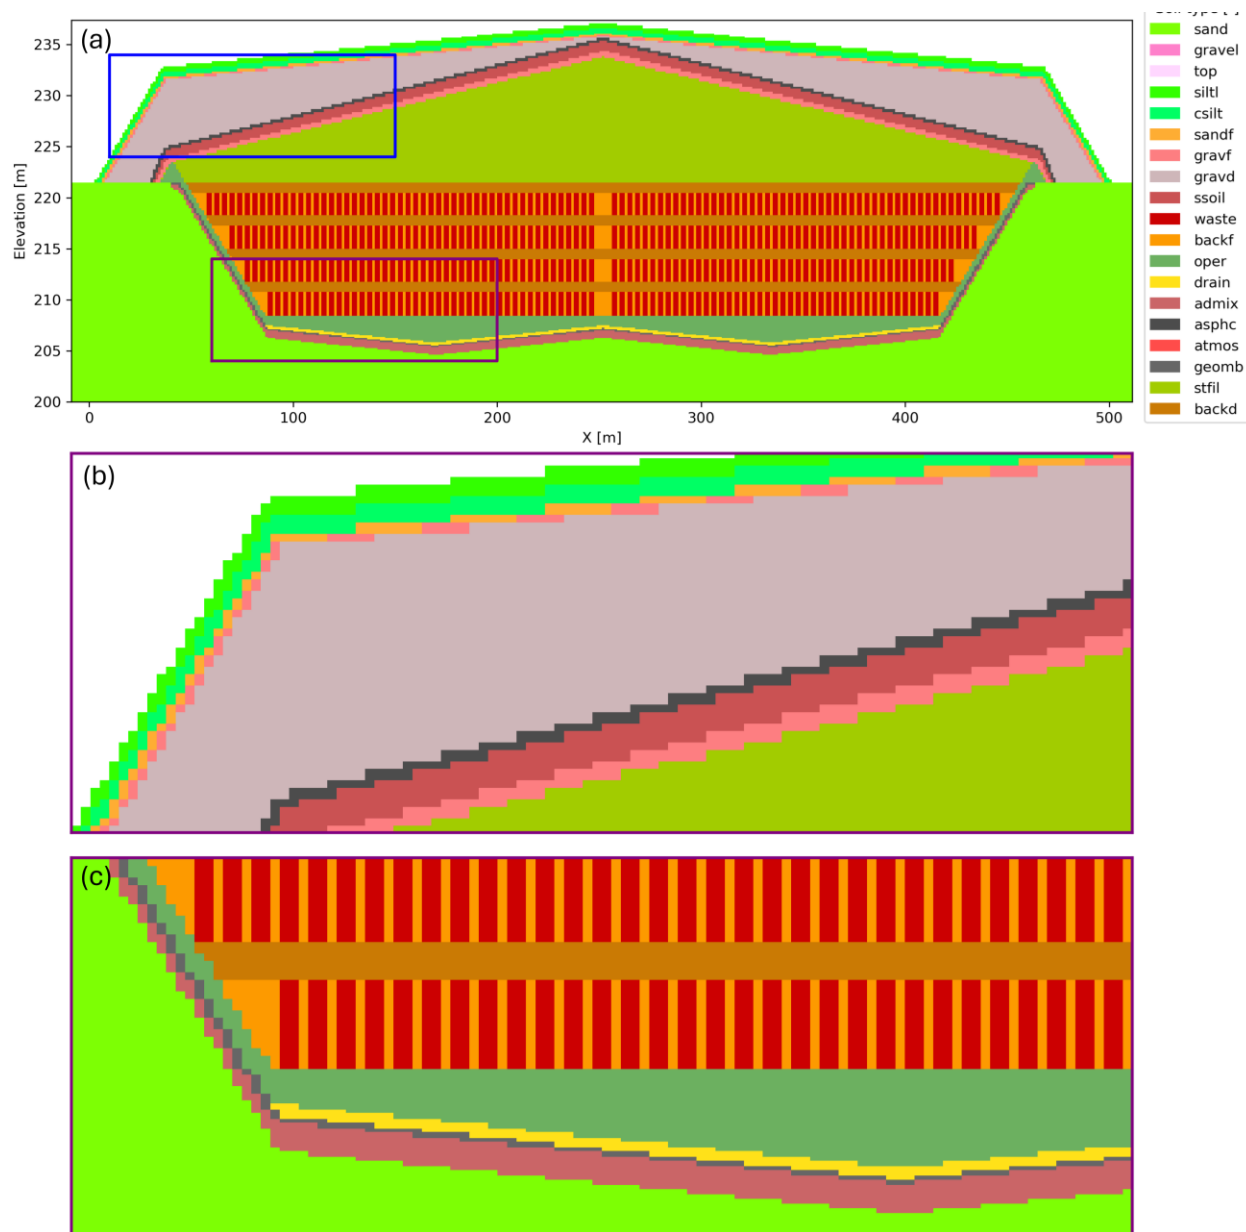 (a)
235
230
225
220
215
210
205
200
Elevation [m]
0 100 200 300 400 500
X [m]
sand
gravel
top
siltl
csilt
sandf
gravf
gravd
ssoil
waste
backf
oper
drain
admix
asphc
atmos
geomb
stfil
backd
(b)
(c)